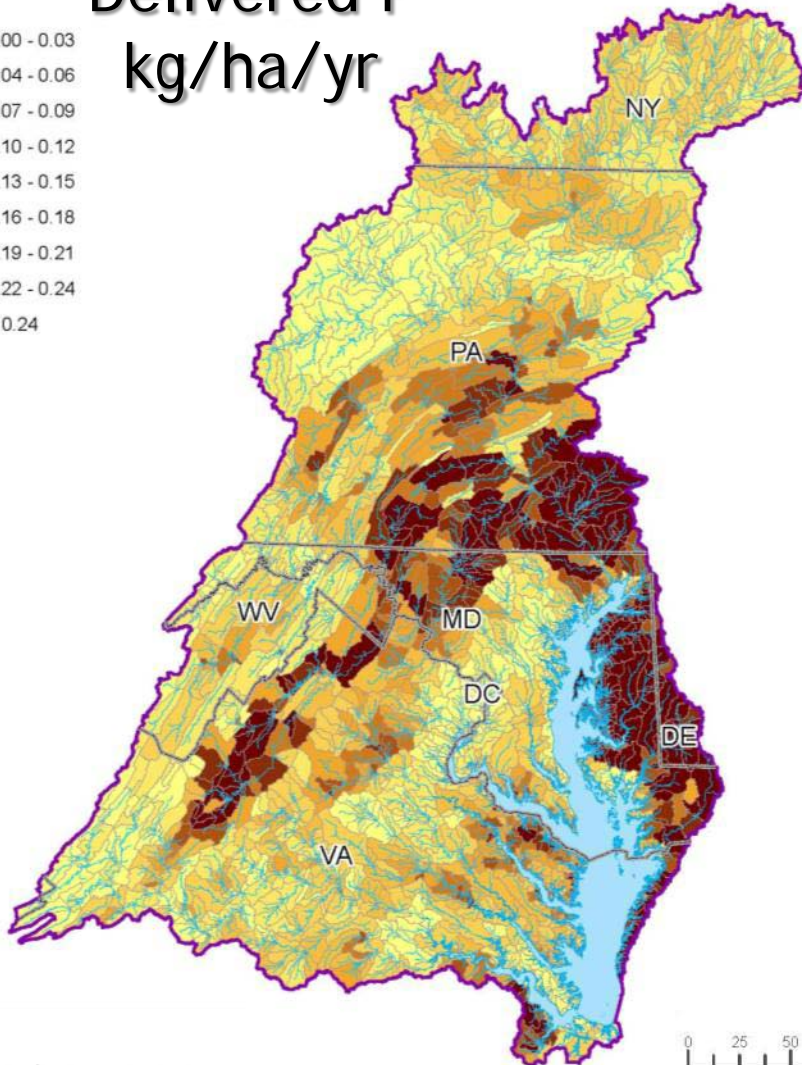 Delivered
kg/ha/yr
00 - 0.03
04 - 0.06
07 - 0.09
10 - 0.12
13 - 0.15
16 - 0.18
19 - 0.21
22 - 0.24
0.24
NY
PA
WV
MD
DC
DE
VA
0 25 50